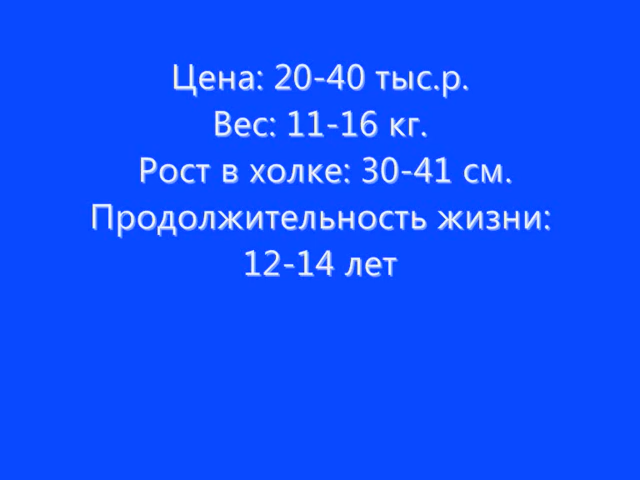 Цена: 20-40 тыс.р.
Вес: 11-16 кг.
Рост в холке: 30-41 см.
Продолжительность жизни:
12-14 лет